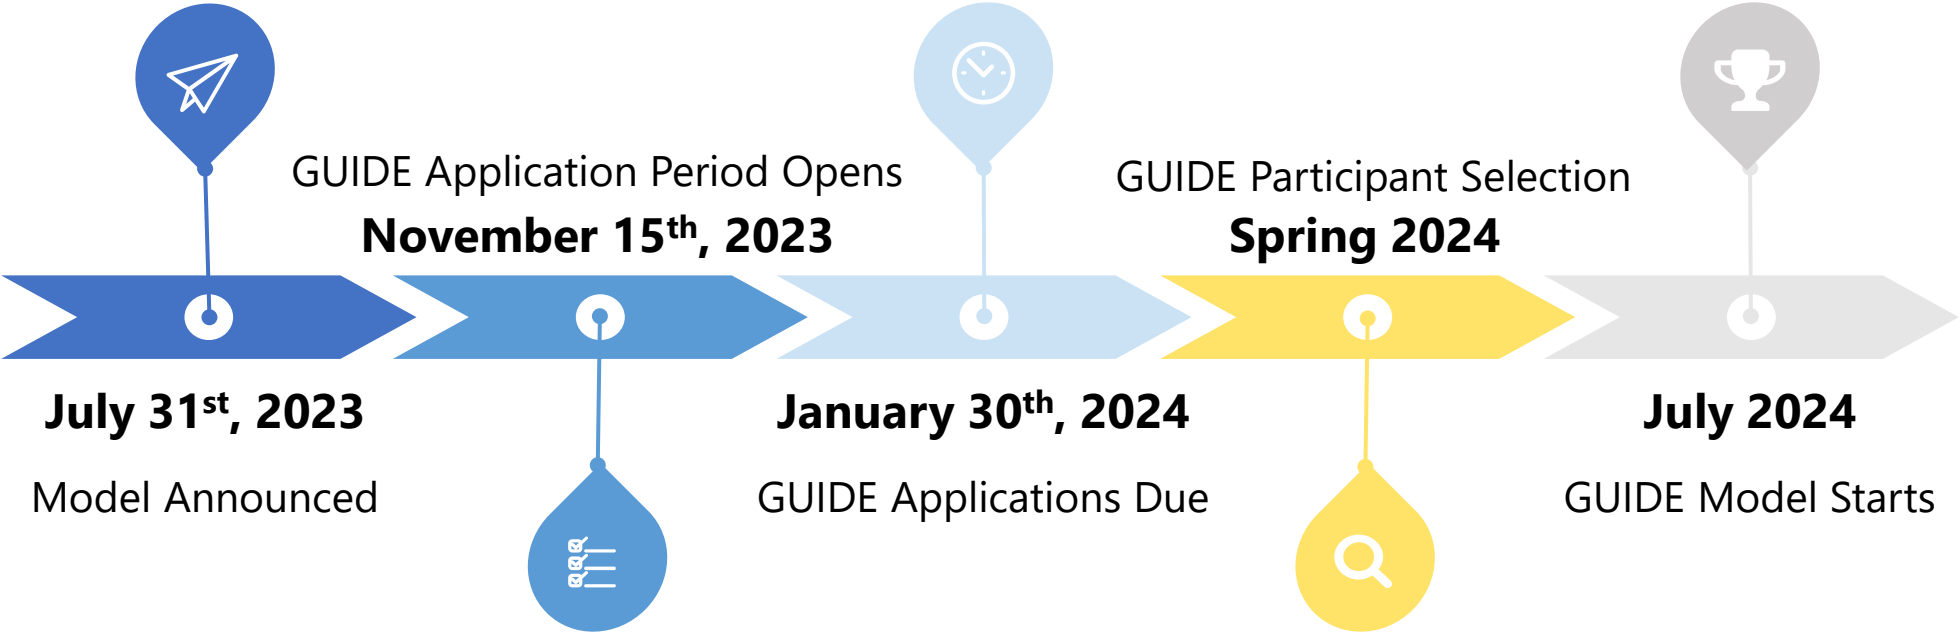 July 31st, 2023
Model Announced
GUIDE Application Period Opens
November 15th, 2023
January 30th, 2024
GUIDE Applications Due
GUIDE Participant Selection
Spring 2024
July 2024
GUIDE Model Starts